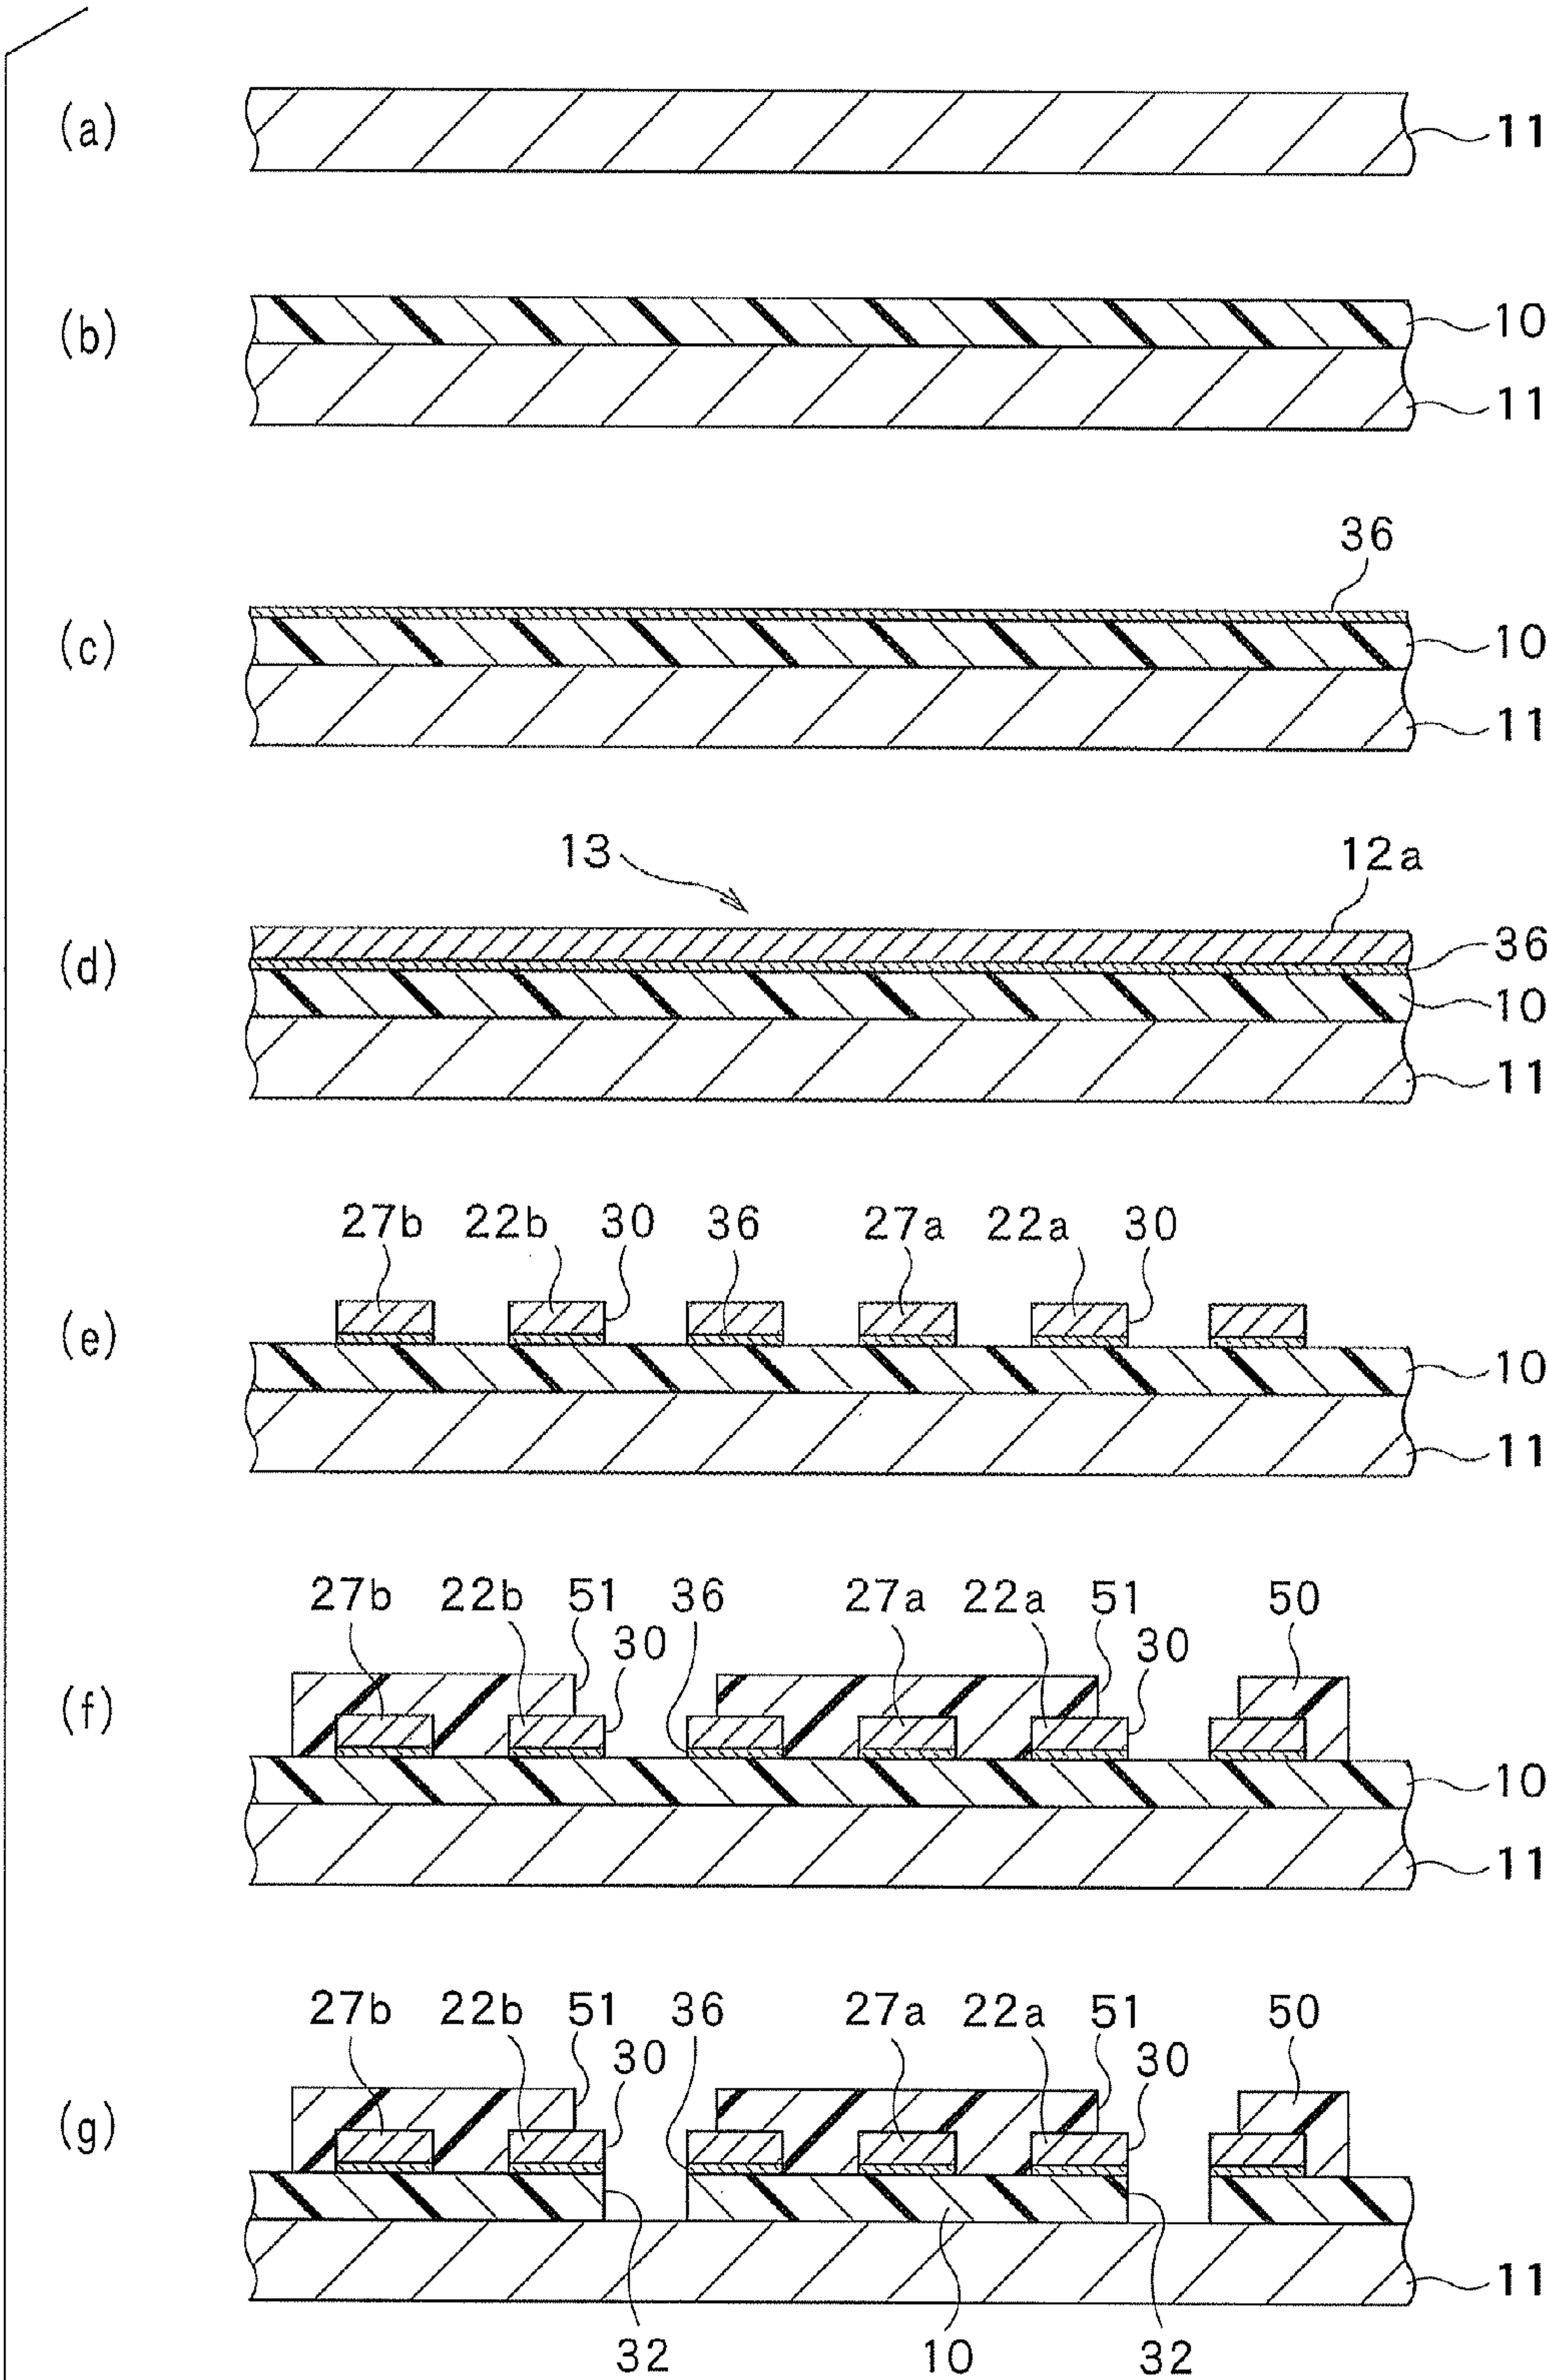 (a) 11
(b) 10
11
36
(c) 10
11
13 12a
(d) 36
10
11
27b 22b 30 36 27a 22a 30
(e) 10
11
27b 22b 51 36 27a 22a 51 50
30 30
(f) 10
11
27b 22b 51 36 27a 22a 51 50
30 30
(g)
11
32 10 32